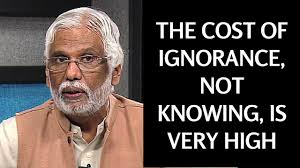 THE COST OF
IGNORANCE,
NOT
KNOWING, IS
VERY HIGH